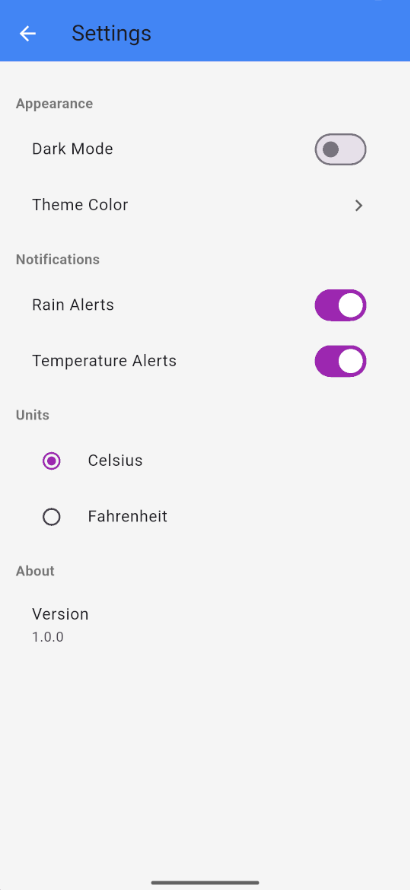 Settings
Appearance
Dark Mode
Theme Color
Notifications
Rain Alerts
Temperature Alerts
Units
Celsius
Fahrenheit
About
Version
1.0.0